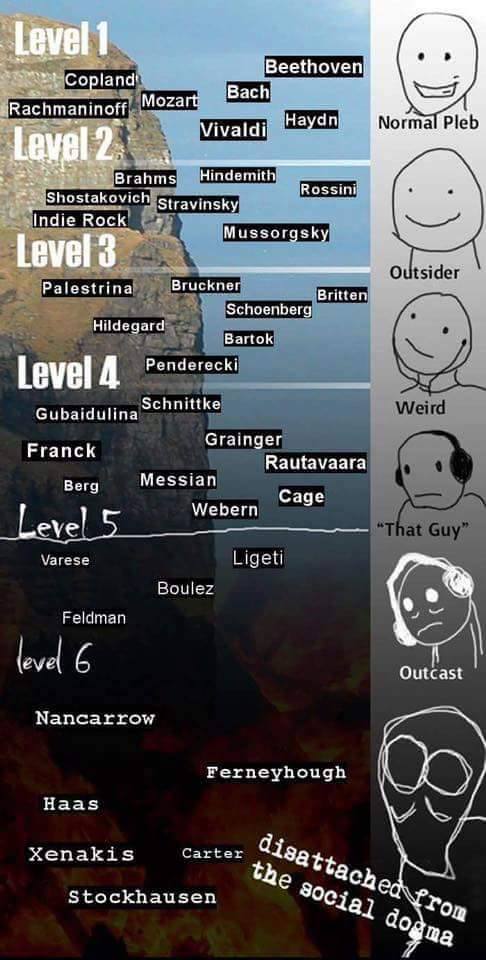 Level 1
Beethoven
Copland
Bach
Mozart
Rachmaninoff
Haydn
Vivaldi
Normal Pleb
Level 2
Brahms
Hindemith
Rossini
Shostakovich
Stravinsky
Indie Rock
Mussorgsky
Outsider
Level 3
Palestrina
Bruckner
Britten
Schoenberg
Hildegard
Bartok
Penderecki
Weird
Level 4
Schnittke
Gubaidulina
Grainger
Franck
Rautavaara
Messian
Berg
Cage
Webern
"That Guy"
Level 5
Varese
Ligeti
Boulez
Feldman
Outcast
level 6
Nancarrow
Ferneyhough
Haas
Xenakis
Carter
Stockhausen
disattached from
the social dogma